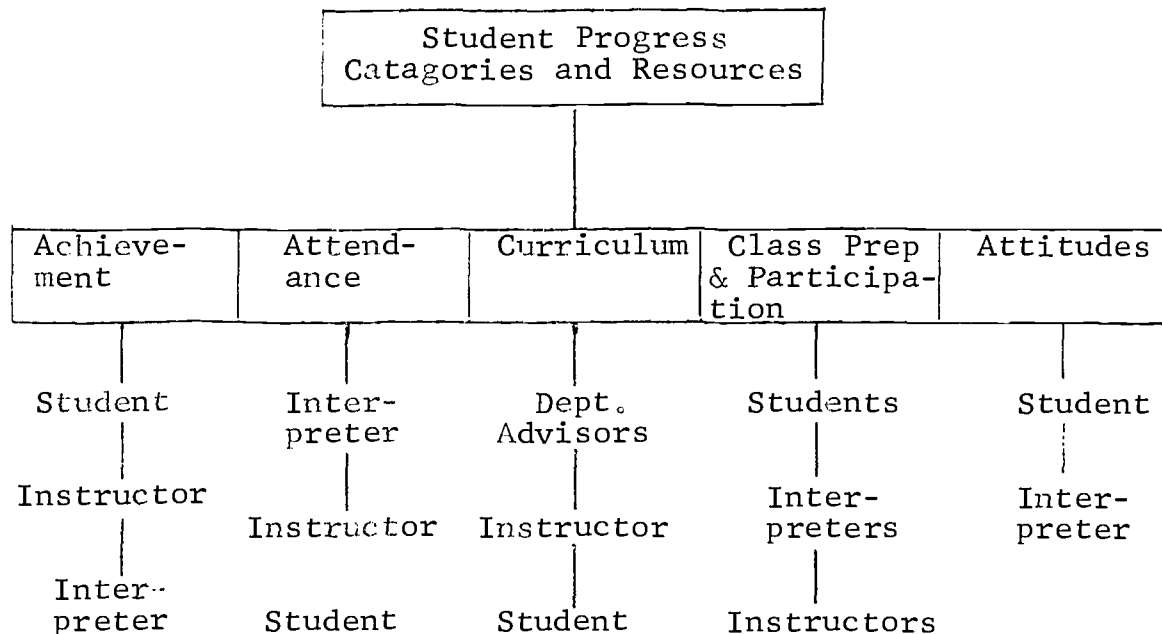 Student Progress
Catagories and Resources
Achieve-
ment
Attend-
ance
Curriculum
Class Prep
& Participa-
tion
Attitudes
Student
Instructor
Inter-
preter
Inter-
preter
Instructor
Student
Dept.
Advisors
Instructor
Student
Students
Inter-
preters
Instructors
Student
Inter-
preter